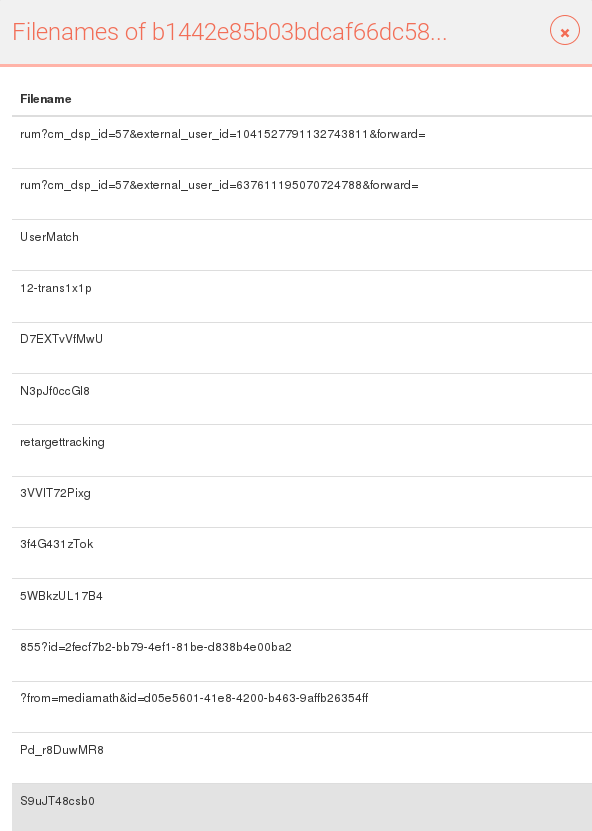 Filenames of b1442e85b03bdcaf66dc58...
Filename
rum?cm_dsp_id=57&external_user_id=1041527791132743811&forward=
rum?cm_dsp_id=57&external_user_id=637611195070724788&forward=
UserMatch
12-trans1x1p
D7EXTvVfMwU
N3pJf0ccGI8
retargettracking
3VVIT72Pixg
3f4G431zTok
5WBkzUL17B4
855?id=2fecf7b2-bb79-4ef1-81be-d838b4e00ba2
?from=mediamath&id=d05e5601-41e8-4200-b463-9affb26354ff
Pd_r8DuwMR8
S9uJT48csb0